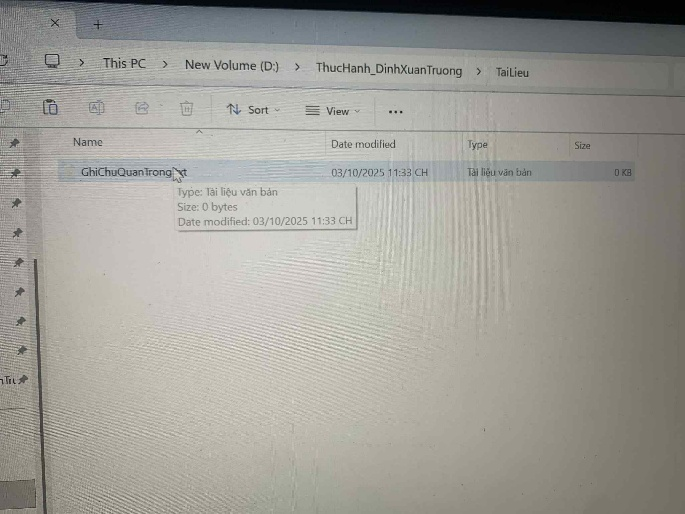 This PC > New Volume (D:) > ThucHanh_DinhXuanTruong > TaiLieu
Sort View
Name Date modified Type Size
GhiChuQuanTrong 03/10/2025 11:33 CH Tài liệu văn bản 0 KB
Type: Tài liệu văn bản
Size: 0 bytes
Date modified: 03/10/2025 11:33 CH